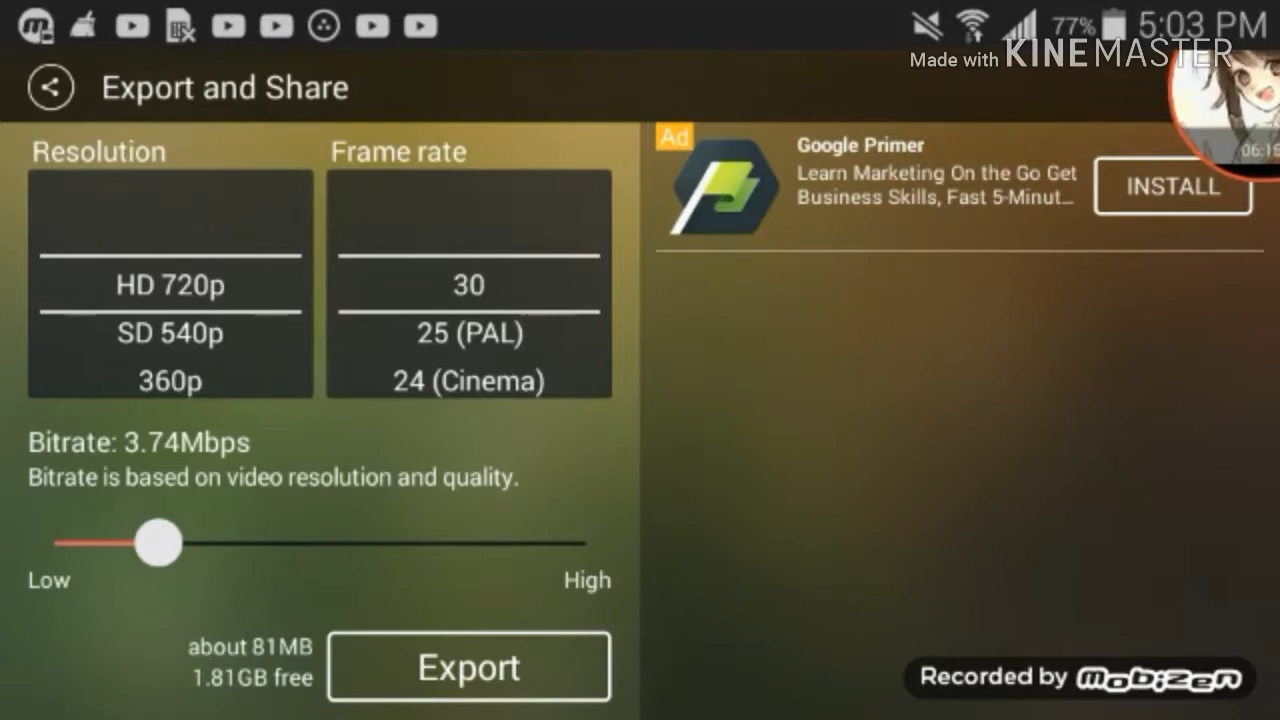 77% 5:03 PM
Made with KINEMASTER
Export and Share
06:15
Resolution
Frame rate
HD 720p
SD 540p
360p
30
25 (PAL)
24 (Cinema)
Ad
Google Primer
Learn Marketing On the Go Get
Business Skills, Fast 5-Minut...
INSTALL
Bitrate: 3.74Mbps
Bitrate is based on video resolution and quality.
Low
High
about 81MB
1.81GB free
Export
Recorded by mobizen